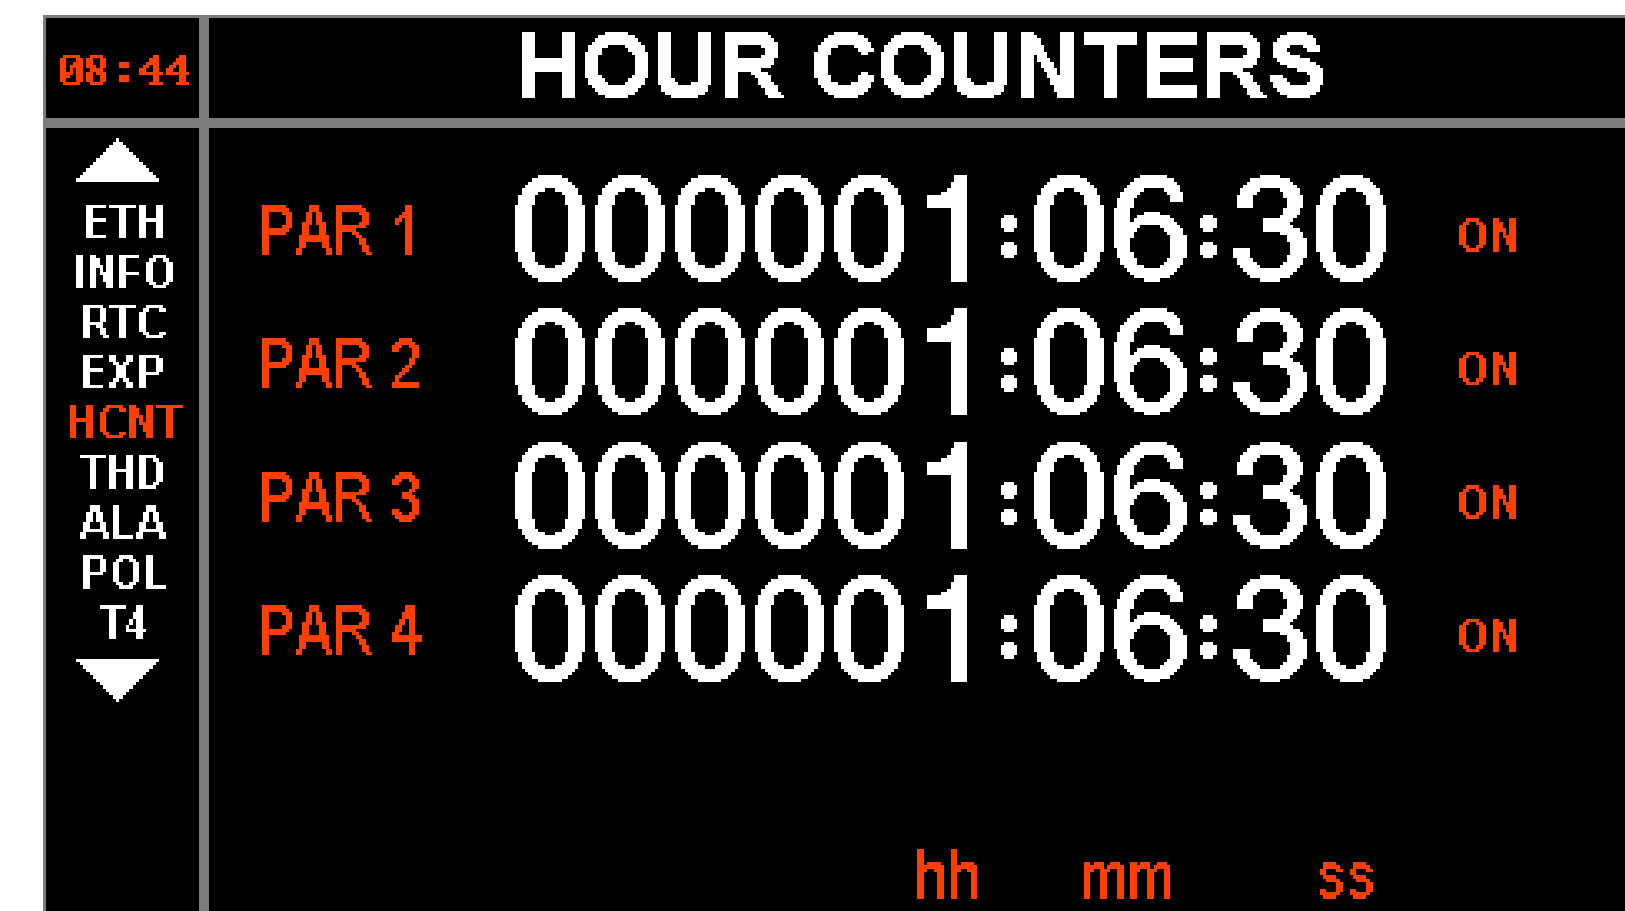 08:44
HOUR COUNTERS
ETH
INFO
RTC
EXP
HCNT
THD
ALA
POL
T4
PAR 1 000001:06:30 ON
PAR 2 000001:06:30 ON
PAR 3 000001:06:30 ON
PAR 4 000001:06:30 ON
hh mm ss